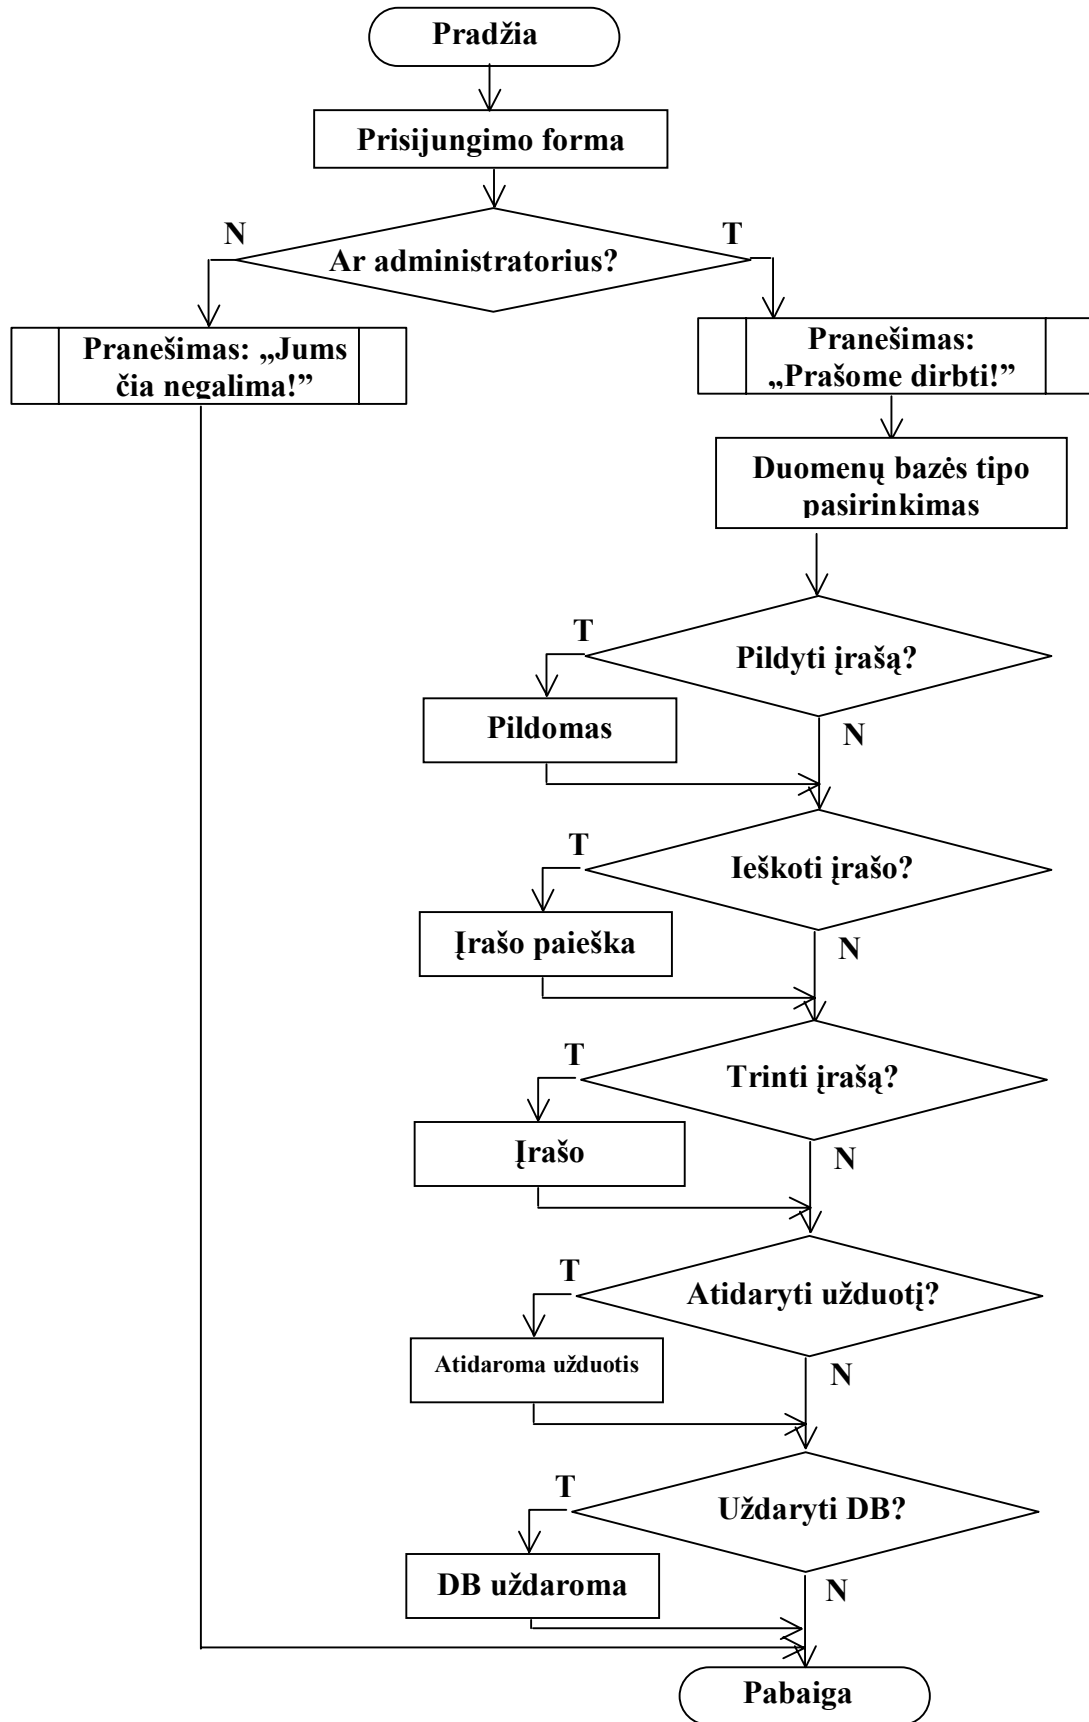 Pradžia
Prisijungimo forma
N
T
Ar administratorius?
Pranešimas: „Jums
čia negalima!”
Pranešimas:
„Prašome dirbti!”
Duomenų bazės tipo
pasirinkimas
T
Pildyti įrašą?
Pildomas
N
T
Ieškoti įrašo?
Įrašo paieška
N
T
Trinti įrašą?
Įrašo
N
T
Atidaryti užduotį?
Atidaroma užduotis
N
T
Uždaryti DB?
DB uždaroma
N
Pabaiga